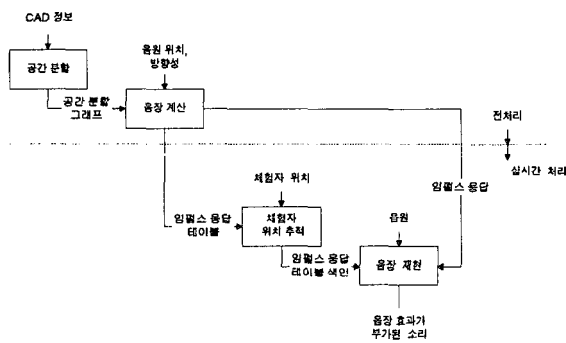 CAD 정보
공간 분할
음원 위치,
방향성
공간 분할
그래프
음장 계산
전처리
실시간 처리
체험자 위치
임펄스 응답
임펄스 응답
테이블
체험자
위치 추적
음원
임펄스 응답
테이블 색인
음장 재현
음장 효과가
부가된 소리